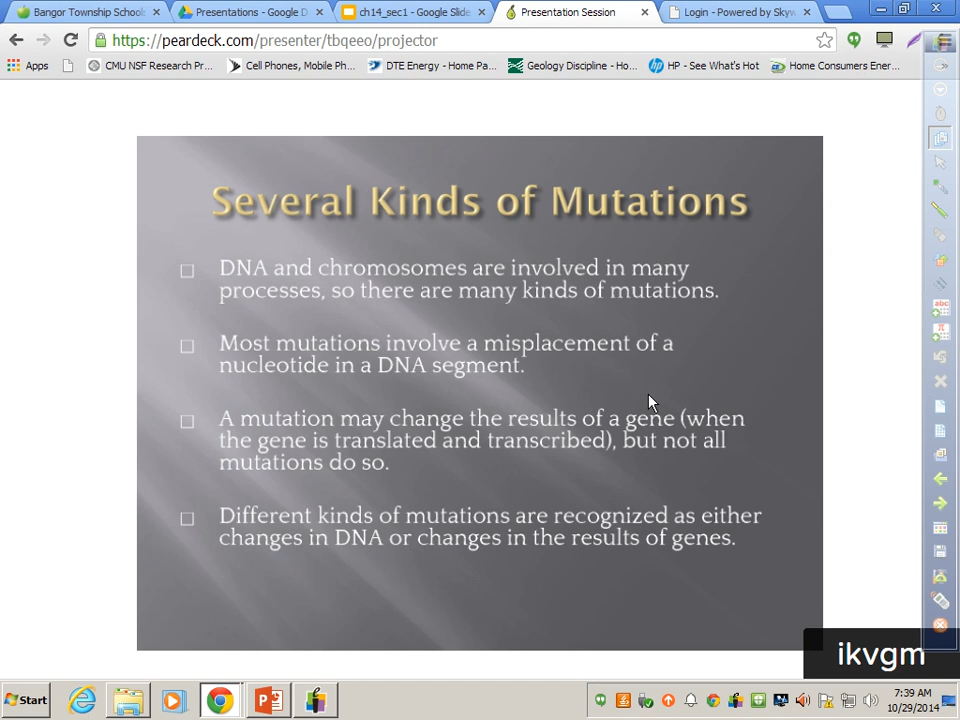 Bangor Township Schools
Presentations - Google D
ch14_sec1 - Google Slide
Presentation Session
Login - Powered by Skyw
https://peardeck.com/presenter/tbqeeo/projector
Apps
CMU NSF Research Pr...
Cell Phones, Mobile Ph...
DTE Energy - Home Pa...
Geology Discipline - Ho...
HP - See What's Hot
Home Consumers Ener...
Several Kinds of Mutations
DNA and chromosomes are involved in many
processes, so there are many kinds of mutations.
Most mutations involve a misplacement of a
nucleotide in a DNA segment.
A mutation may change the results of a gene (when
the gene is translated and transcribed), but not all
mutations do so.
Different kinds of mutations are recognized as either
changes in DNA or changes in the results of genes.
abc
π
ikvgm
Start
7:39 AM
10/29/2014